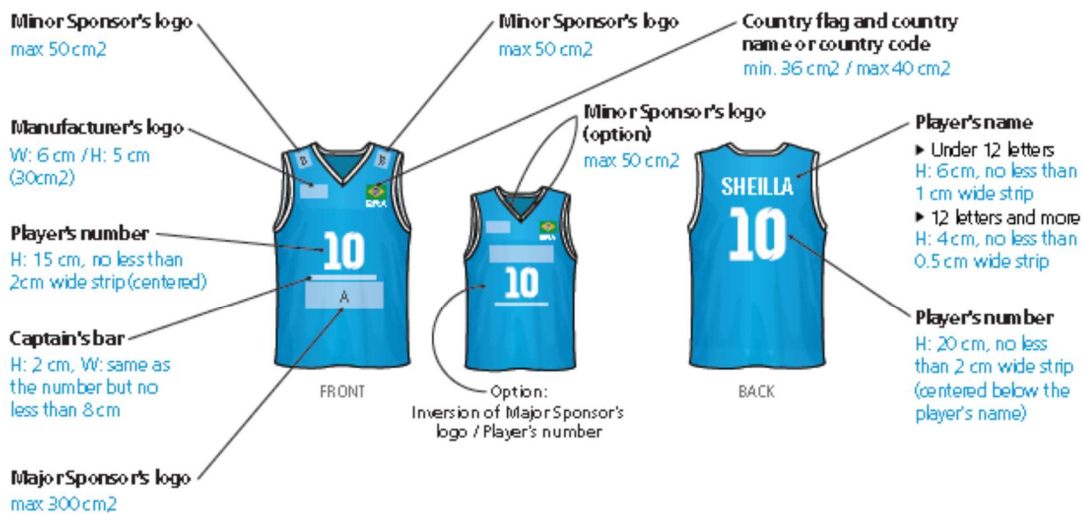 Minor Sponsor's logo
max 50 cm2
Minor Sponsor's logo
max 50 cm2
Country flag and country
name or country code
min. 36 cm2 / max 40 cm2
Manufacturer's logo
W: 6 cm / H: 5 cm
(30cm2)
Minor Sponsor's logo
(option)
max 50 cm2
Player's name
▸ Under 12 letters
H: 6 cm, no less than
1 cm wide strip
▸ 12 letters and more
H: 4 cm, no less than
0.5 cm wide strip
Player's number
H: 15 cm, no less than
2cm wide strip (centered)
Captain's bar
H: 2 cm, W: same as
the number but no
less than 8 cm
Major Sponsor's logo
max 300 cm2
B
B
BRA
10
A
FRONT
BRA
10
Option:
Inversion of Major Sponsor's
logo / Player's number
SHEILLA
10
BACK
Player's number
H: 20 cm, no less
than 2 cm wide strip
(centered below the
player's name)